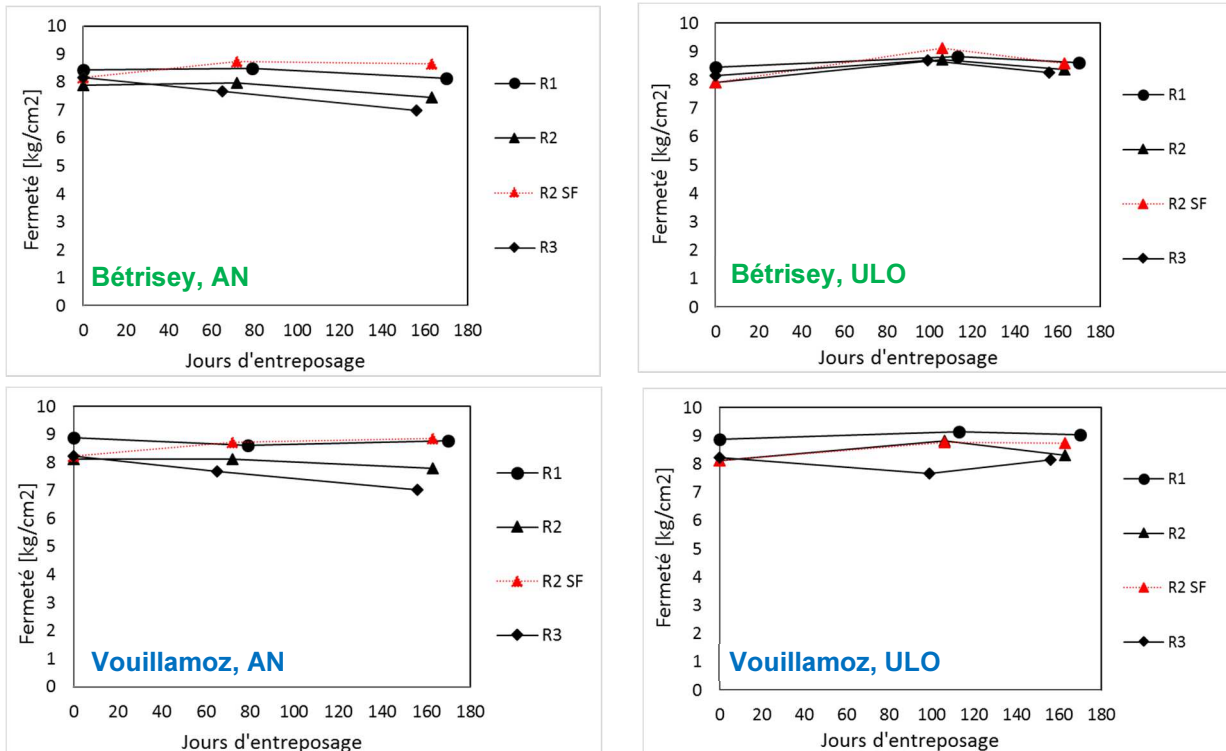 10
9
8
7
6
5
4
3
2
1
0
Fermeté [kg/cm2]
Bétrisey, AN
0 20 40 60 80 100 120 140 160 180
Jours d'entreposage
R1
R2
R2 SF
R3
10
9
8
7
6
5
4
3
2
1
0
Fermeté [kg/cm2]
Bétrisey, ULO
0 20 40 60 80 100 120 140 160 180
Jours d'entreposage
R1
R2
R2 SF
R3
10
9
8
7
6
5
4
3
2
1
0
Fermeté [kg/cm2]
Vouillamoz, AN
0 20 40 60 80 100 120 140 160 180
Jours d'entreposage
R1
R2
R2 SF
R3
10
9
8
7
6
5
4
3
2
1
0
Fermeté [kg/cm2]
Vouillamoz, ULO
0 20 40 60 80 100 120 140 160 180
Jours d'entreposage
R1
R2
R2 SF
R3